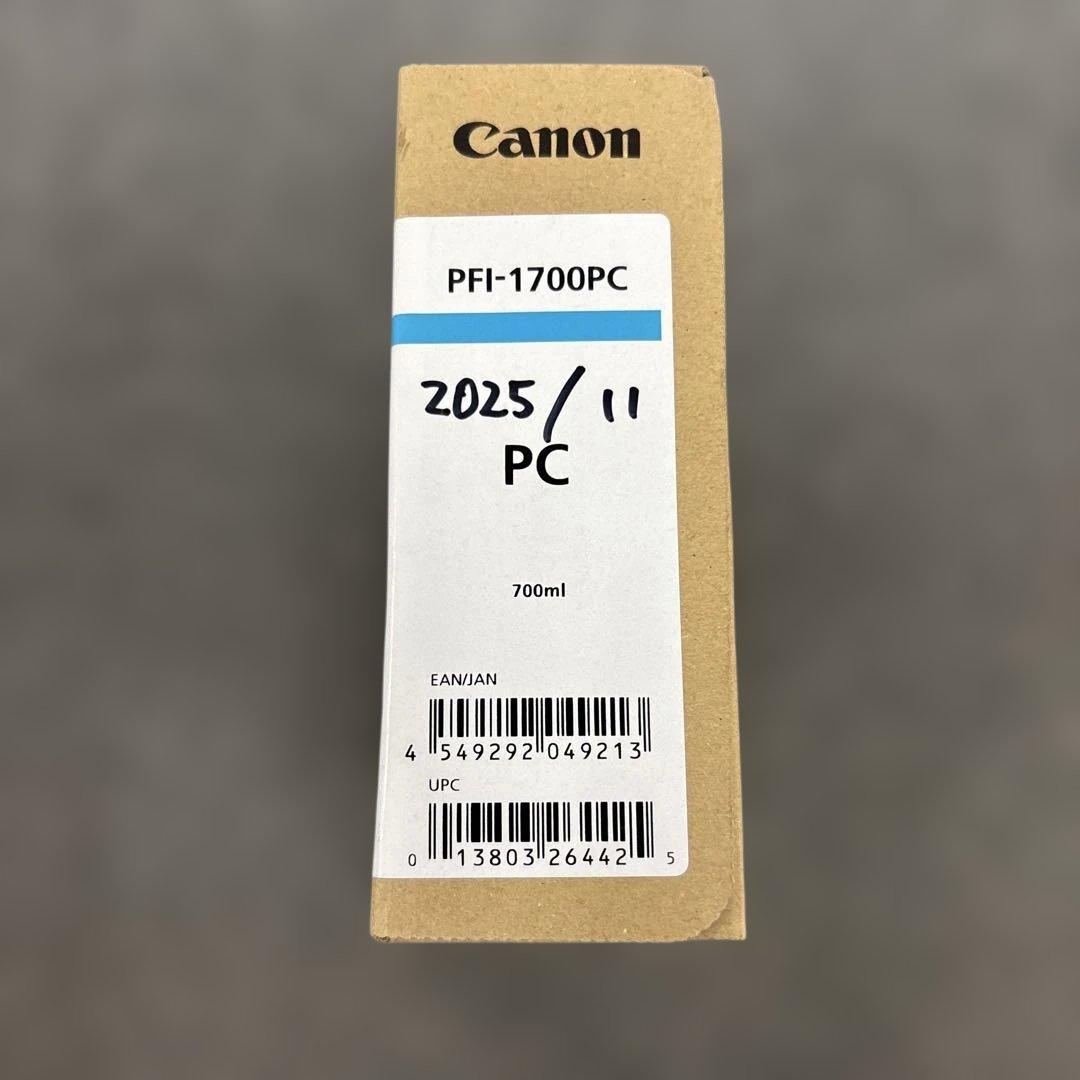 Canon
PFI-1700PC
2025/11
PC
700ml
EAN/JAN
4 549292 049213
UPC
0 13803 26442 5